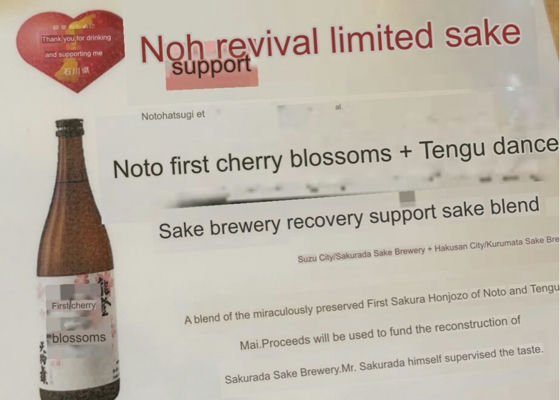 Thank you for drinking
and supporting me
石川県
Noh revival limited sake
support
Notohatsugi et
al.
Noto first cherry blossoms + Tengu dance
Sake brewery recovery support sake blend
Suzu City/Sakurada Sake Brewery + Hakusan City/Kurumata Sake Bre
A blend of the miraculously preserved First Sakura Honjozo of Noto and Tengu
Mai.Proceeds will be used to fund the reconstruction of
Sakurada Sake Brewery.Mr. Sakurada himself supervised the taste.
First/cherry
blossoms